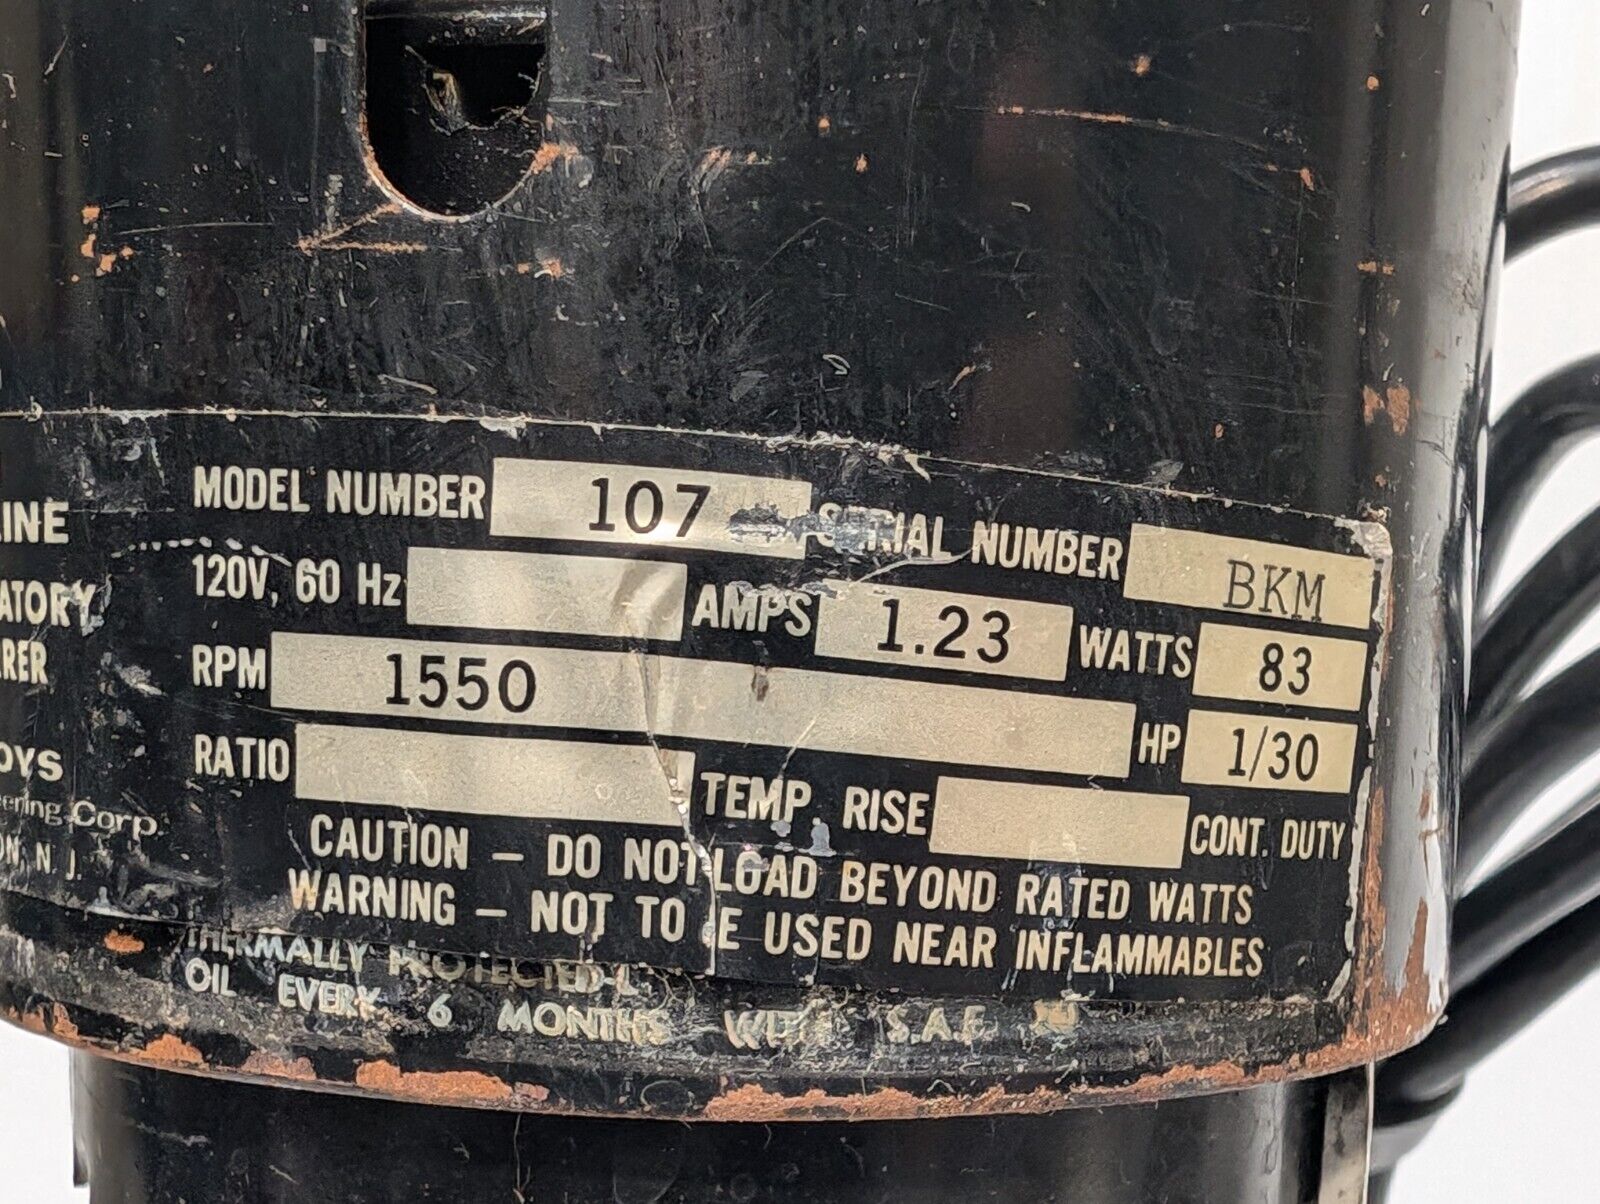 MODEL NUMBER 107 SERIAL NUMBER BKM
120V, 60 Hz AMPS 1.23 WATTS 83
RPM 1550 HP 1/30
RATIO TEMP. RISE CONT. DUTY
CAUTION - DO NOT LOAD BEYOND RATED WATTS
WARNING - NOT TO E USED NEAR INFLAMMABLES
THERMALLY PROTECTED-
OIL EVERY 6 MONTHS WITH S.A.E.
INE
ATORY
RER
OYS
eering Corp.
ON, N. J.